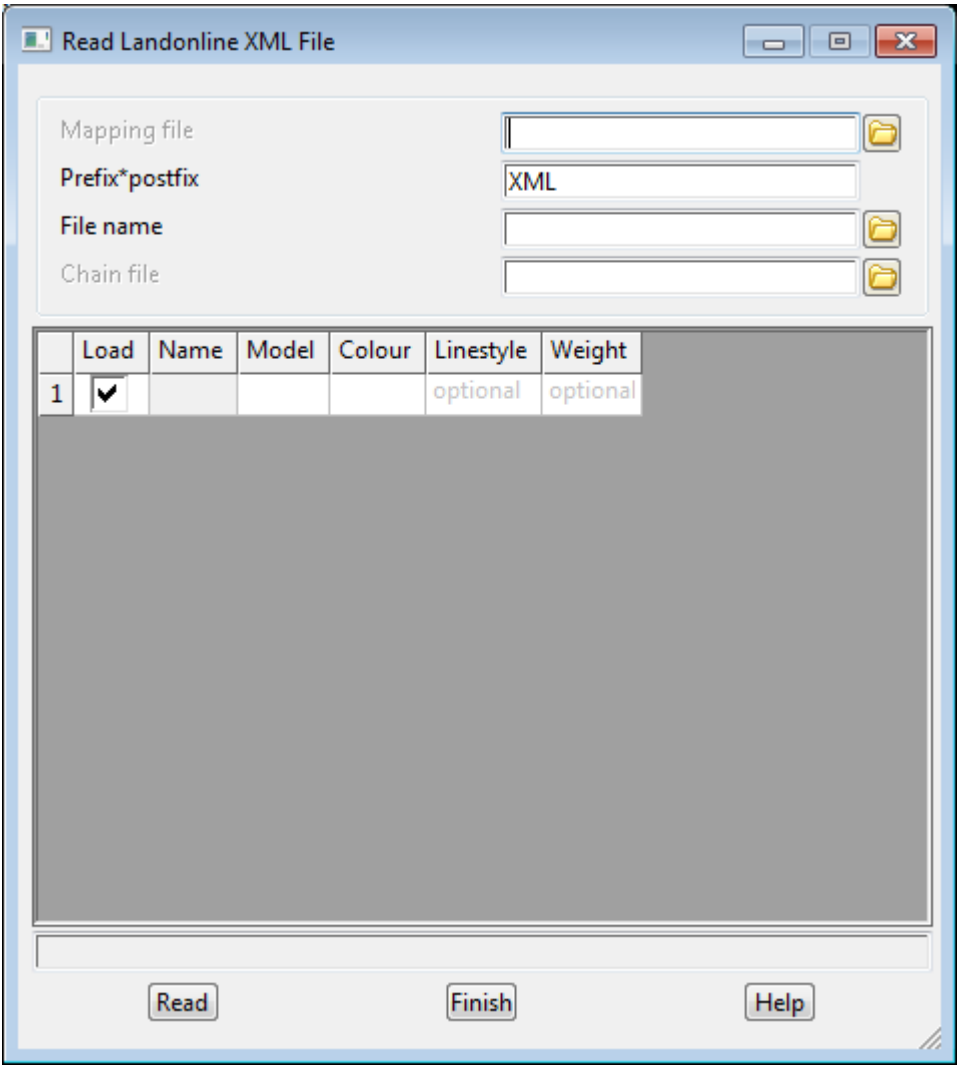 Read Landonline XML File
Mapping file
Prefix*postfix XML
File name
Chain file
Load Name Model Colour Linestyle Weight
1 optional optional
Read Finish Help